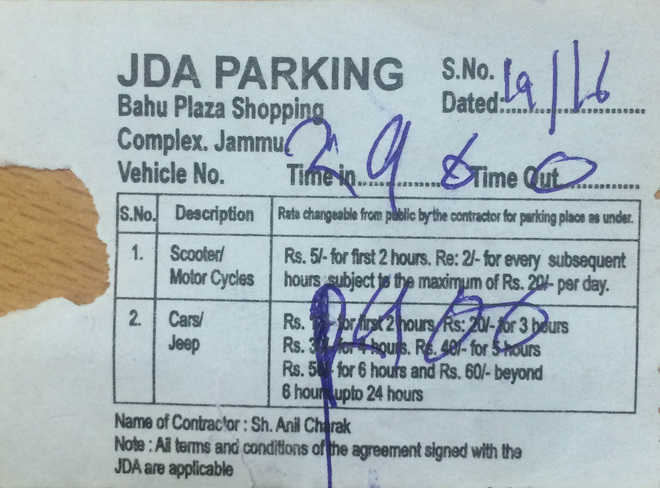 JDA PARKING
S.No.
Bahu Plaza Shopping
Dated:
Complex. Jammu
Vehicle No. Time in Time Out
2960
S.No. Description Rate changeable from public by the contractor for parking place as under.
1. Scooter/ Rs. 5/- for first 2 hours. Re: 2/- for every subsequent
Motor Cycles hours subject to the maximum of Rs. 20/- per day.
2. Cars/ Rs. for first 2 hours, Rs: 20/- for 3 hours
Jeep Rs. for 4 hours. Rs. 40/- for 5 hours
Rs. for 6 hours and Rs. 60/- beyond
6 hours upto 24 hours
Name of Contractor : Sh. Anil Charak
Note : All terms and conditions of the agreement signed with the
JDA are applicable